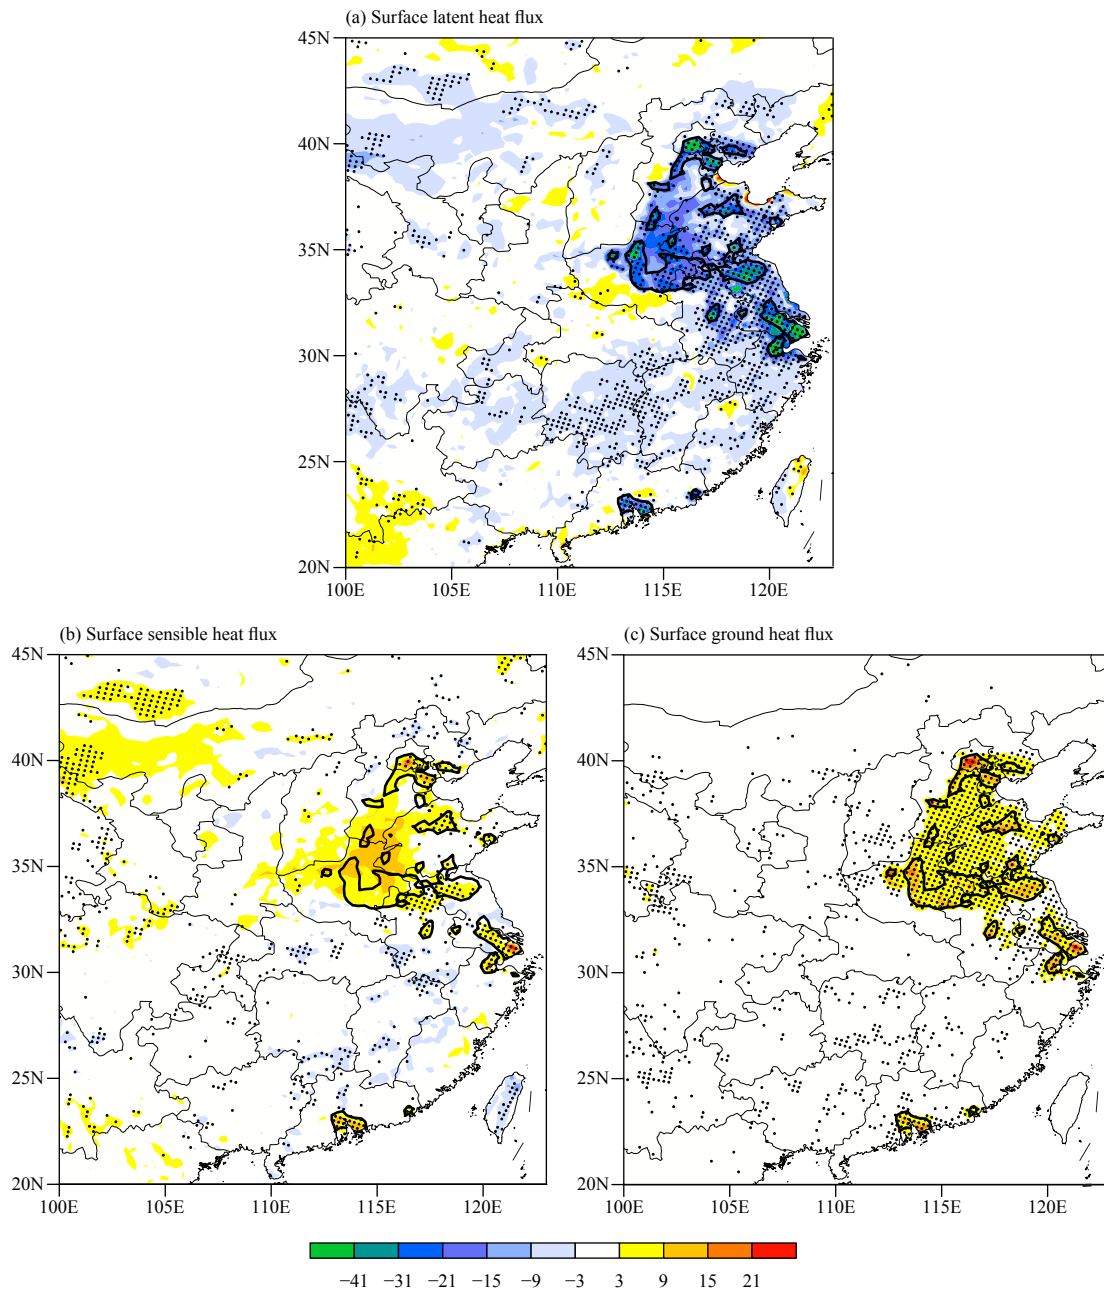 (a) Surface latent heat flux
45N
40N
35N
30N
25N
20N
100E 105E 110E 115E 120E
(b) Surface sensible heat flux
(c) Surface ground heat flux
45N 45N
40N 40N
35N 35N
30N 30N
25N 25N
20N 20N
100E 105E 110E 115E 120E 100E 105E 110E 115E 120E
−41 −31 −21 −15 −9 −3 3 9 15 21